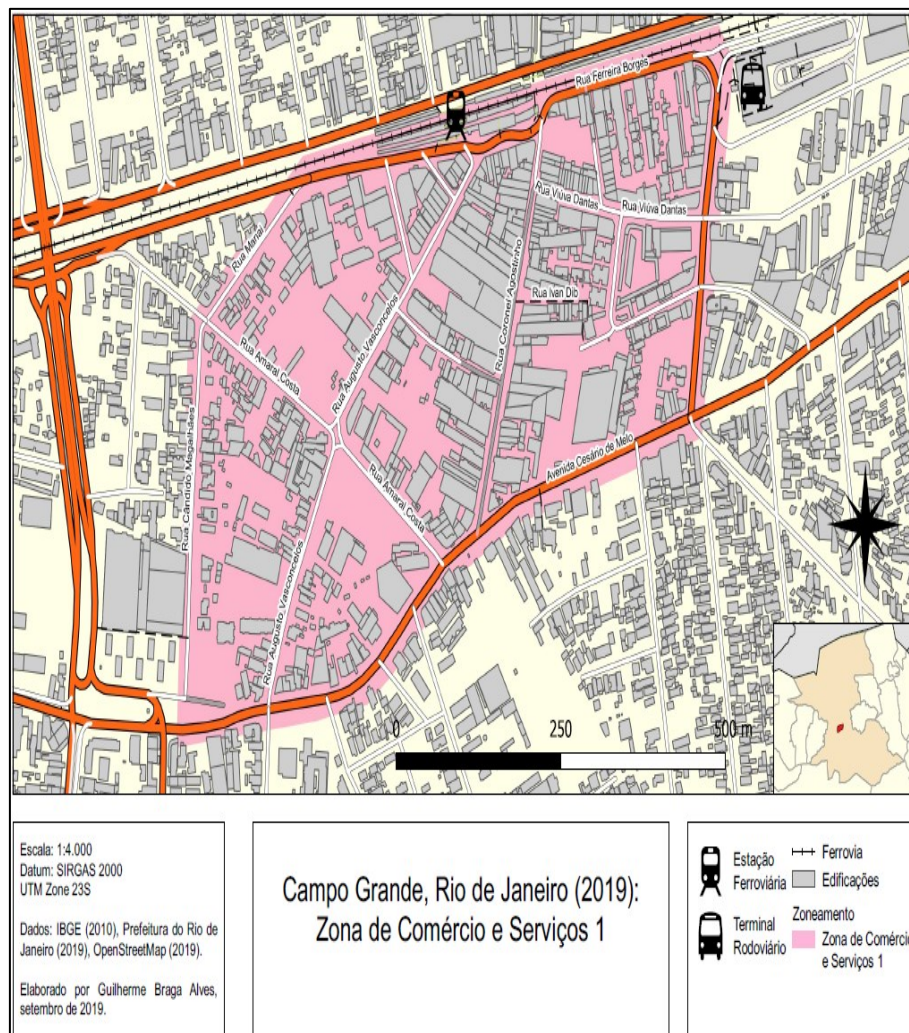 Rua Ferreira Borges
Rua Viúva Dantas
Rua Viúva Dantas
Rua Mariaí
Rua Ivan Dib
Rua Coronel Agostinho
Rua Augusto Vasconcelos
Rua Amaral Costa
Rua Cândido Magalhães
Rua Amaral Costa
Avenida Cesário de Melo
Rua Augusto Vasconcelos
0 250 500 m
Escala: 1:4.000
Datum: SIRGAS 2000
UTM Zone 23S
Dados: IBGE (2010), Prefeitura do Rio de
Janeiro (2019), OpenStreetMap (2019).
Elaborado por Guilherme Braga Alves,
setembro de 2019.
Campo Grande, Rio de Janeiro (2019):
Zona de Comércio e Serviços 1
Estação
Ferroviária
Terminal
Rodoviário
Ferrovia
Edificações
Zoneamento
Zona de Comércio
e Serviços 1